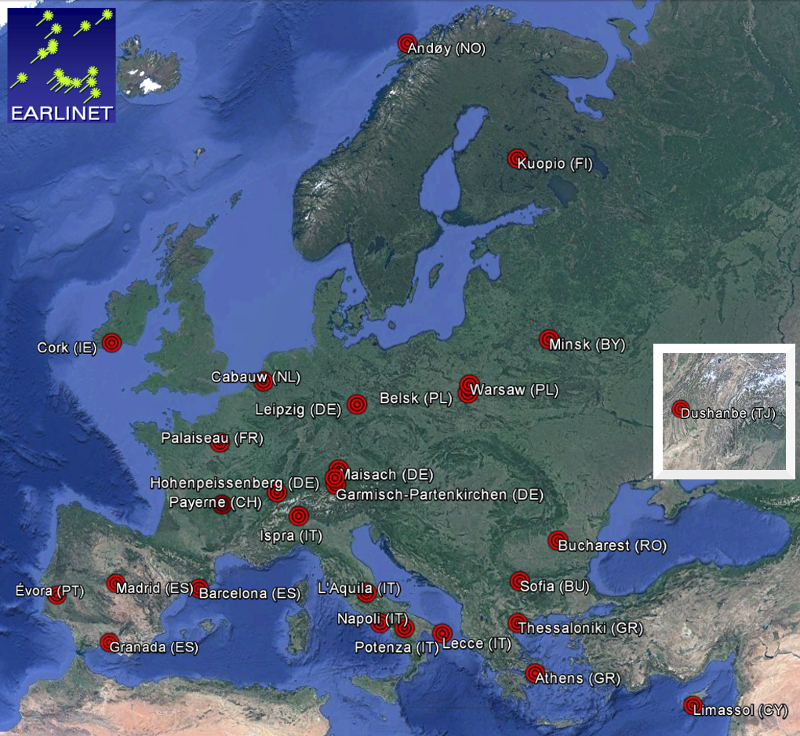 EARLINET
Andøy (NO)
Kuopio (FI)
Cork (IE)
Minsk (BY)
Cabauw (NL)
Warsaw (PL)
Belsk (PL)
Leipzig (DE)
Dushanbe (TJ)
Palaiseau (FR)
Maisach (DE)
Hohenpeissenberg (DE)
Garmisch-Partenkirchen (DE)
Payerne (CH)
Ispra (IT)
Bucharest (RO)
Évora (PT)
Madrid (ES)
Barcelona (ES)
L'Aquila (IT)
Sofia (BU)
Napoli (IT)
Thessaloniki (GR)
Granada (ES)
Potenza (IT)
Lecce (IT)
Athens (GR)
Limassol (CY)